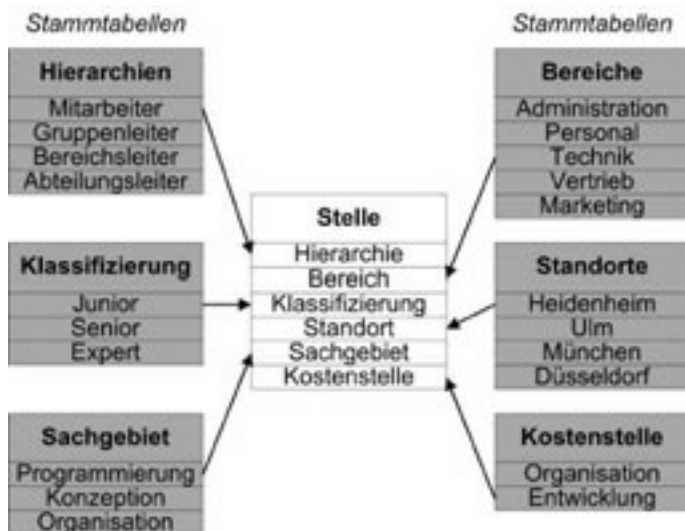 Stammtabellen
Hierarchien
Mitarbeiter
Gruppenleiter
Bereichsleiter
Abteilungsleiter
Klassifizierung
Junior
Senior
Expert
Sachgebiet
Programmierung
Konzeption
Organisation
Stelle
Hierarchie
Bereich
Klassifizierung
Standort
Sachgebiet
Kostenstelle
Stammtabellen
Bereiche
Administration
Personal
Technik
Vertrieb
Marketing
Standorte
Heidenheim
Ulm
München
Düsseldorf
Kostenstelle
Organisation
Entwicklung